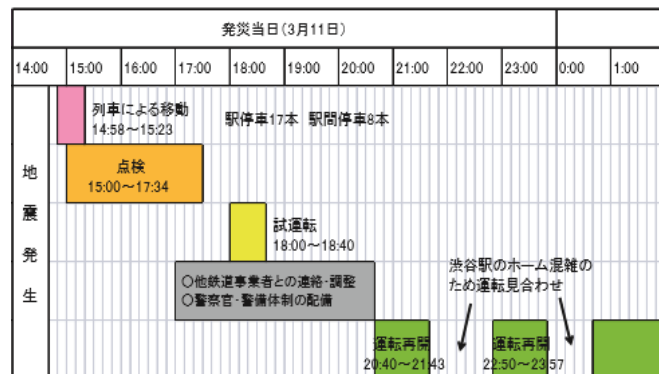 発災当日(3月11日)
14:00 15:00 16:00 17:00 18:00 19:00 20:00 21:00 22:00 23:00 0:00 1:00
地震発生
列車による移動
14:58～15:23
駅停車17本 駅間停車8本
点検
15:00～17:34
試運転
18:00～18:40
○他鉄道事業者との連絡・調整
○警察官・警備体制の配備
渋谷駅のホーム混雑の
ため運転見合わせ
運転再開
20:40～21:43
運転再開
22:50～23:57